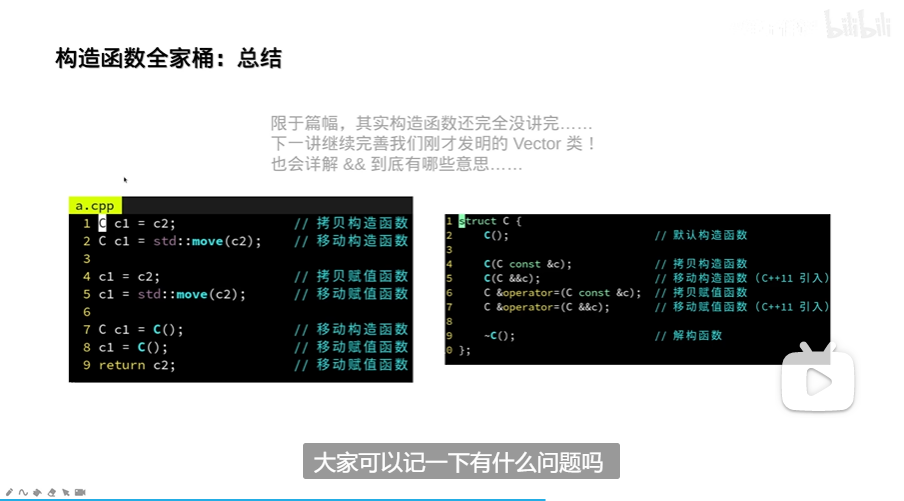 bilibili
构造函数全家桶：总结
限于篇幅，其实构造函数还完全没讲完……
下一讲继续完善我们刚才发明的 Vector 类！
也会详解 && 到底有哪些意思……
a.cpp
1 C c1 = c2; // 拷贝构造函数
2 C c1 = std::move(c2); // 移动构造函数
3
4 c1 = c2; // 拷贝赋值函数
5 c1 = std::move(c2); // 移动赋值函数
6
7 C c1 = C(); // 移动构造函数
8 c1 = C(); // 移动赋值函数
9 return c2; // 移动赋值函数
1 struct C {
2 C(); // 默认构造函数
3
4 C(C const &c); // 拷贝构造函数
5 C(C &&c); // 移动构造函数（C++11 引入）
6 C &operator=(C const &c); // 拷贝赋值函数
7 C &operator=(C &&c); // 移动赋值函数（C++11 引入）
8
9 ~C(); // 解构函数
0 };
大家可以记一下有什么问题吗